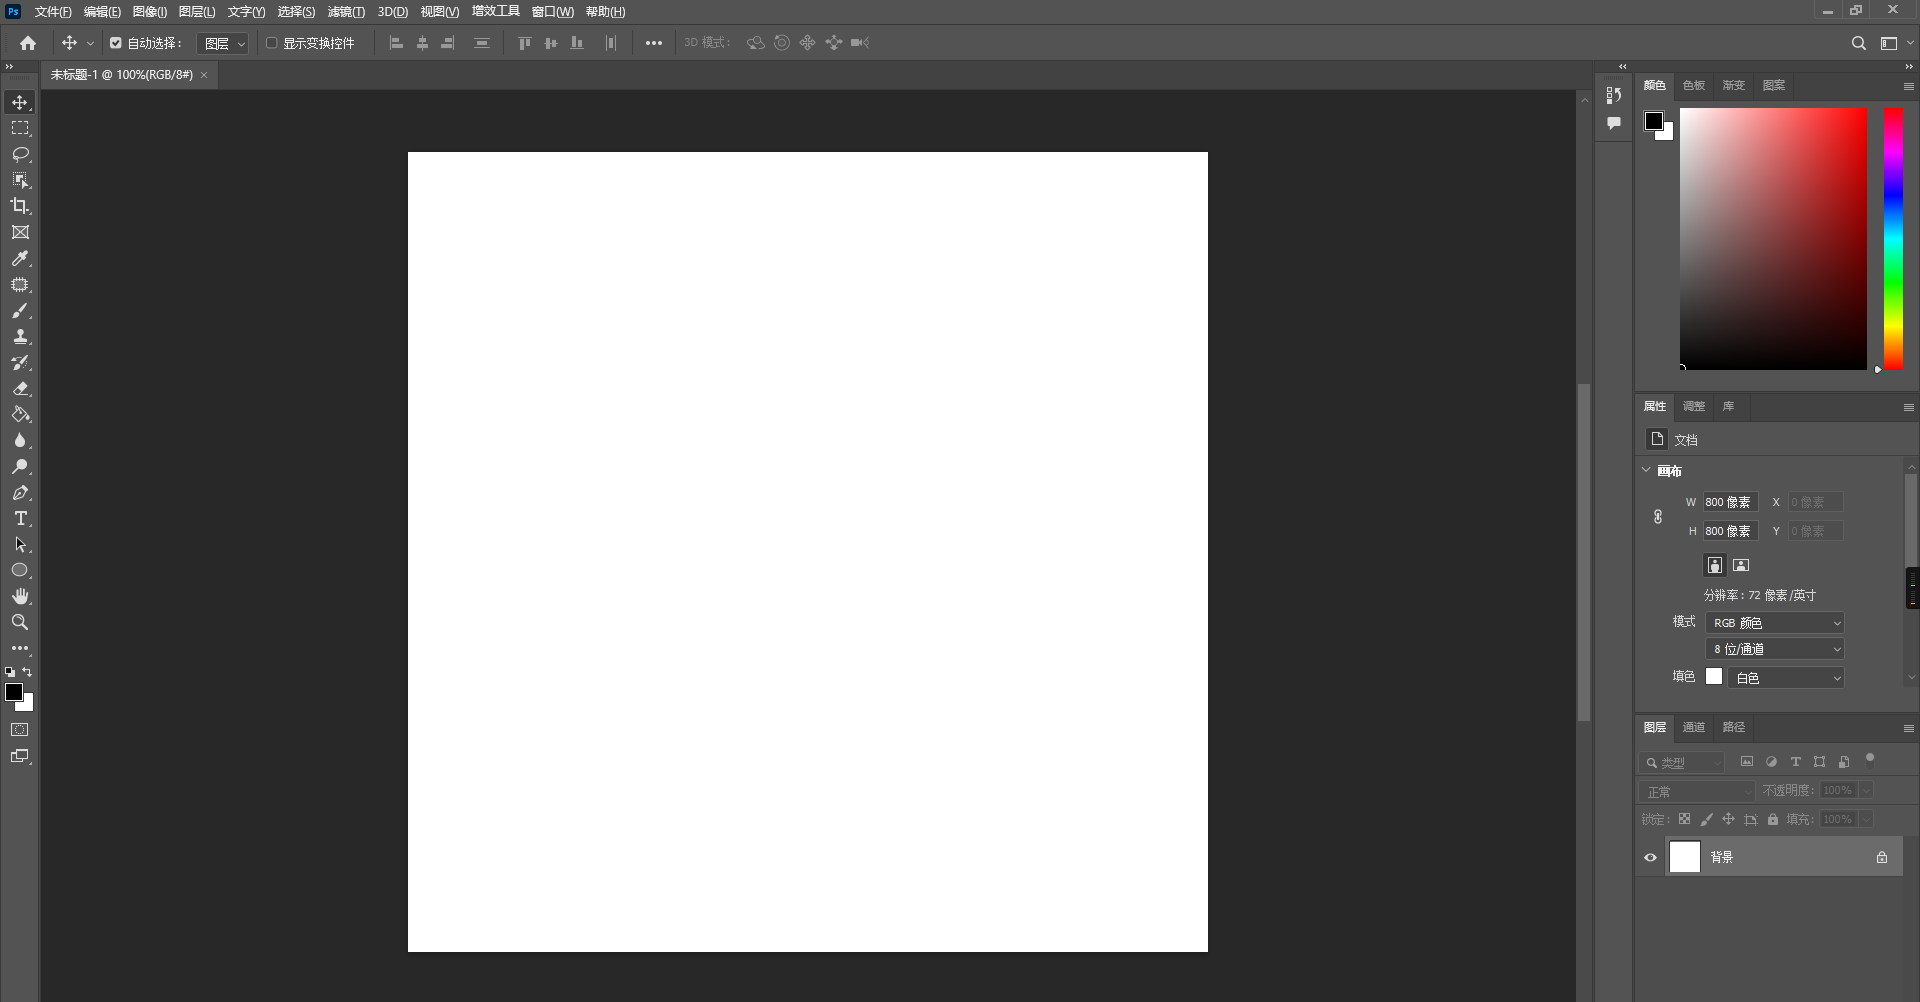 Ps 文件(F) 编辑(E) 图像(I) 图层(L) 文字(Y) 选择(S) 滤镜(T) 3D(D) 视图(V) 增效工具 窗口(W) 帮助(H)
自动选择： 图层 显示变换控件 3D 模式：
未标题-1 @ 100%(RGB/8#) ×
颜色 色板 渐变 图案
属性 调整 库
文档
画布
W 800 像素 X 0 像素
H 800 像素 Y 0 像素
分辨率：72 像素/英寸
模式 RGB 颜色
8 位/通道
填色 白色
图层 通道 路径
类型
正常 不透明度： 100%
锁定： 填充： 100%
背景